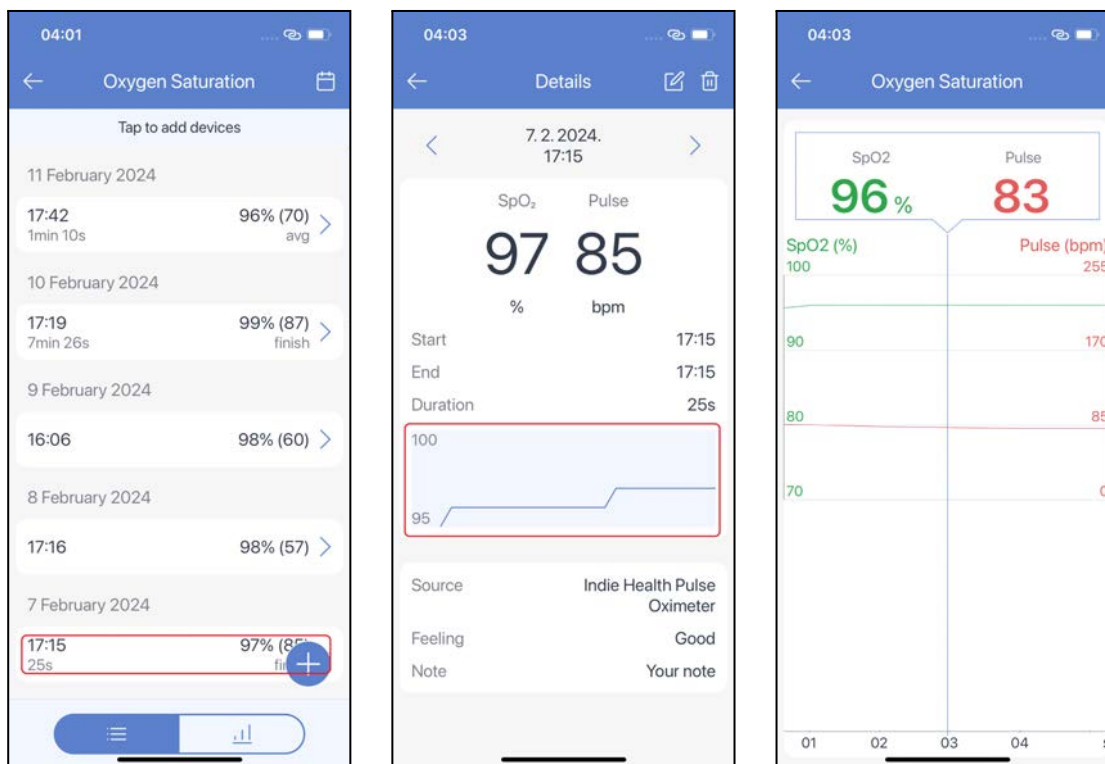 04:01
Oxygen Saturation
Tap to add devices
11 February 2024
17:42 96% (70)
1min 10s avg
10 February 2024
17:19 99% (87)
7min 26s finish
9 February 2024
16:06 98% (60)
8 February 2024
17:16 98% (57)
7 February 2024
17:15 97% (85)
25s
04:03
Details
7. 2. 2024.
17:15
SpO₂ Pulse
97 85
% bpm
Start 17:15
End 17:15
Duration 25s
100
95
Source Indie Health Pulse
Oximeter
Feeling Good
Note Your note
04:03
Oxygen Saturation
SpO2 Pulse
96 % 83
SpO2 (%) Pulse (bpm)
100 255
90 170
80 85
70 0
01 02 03 04